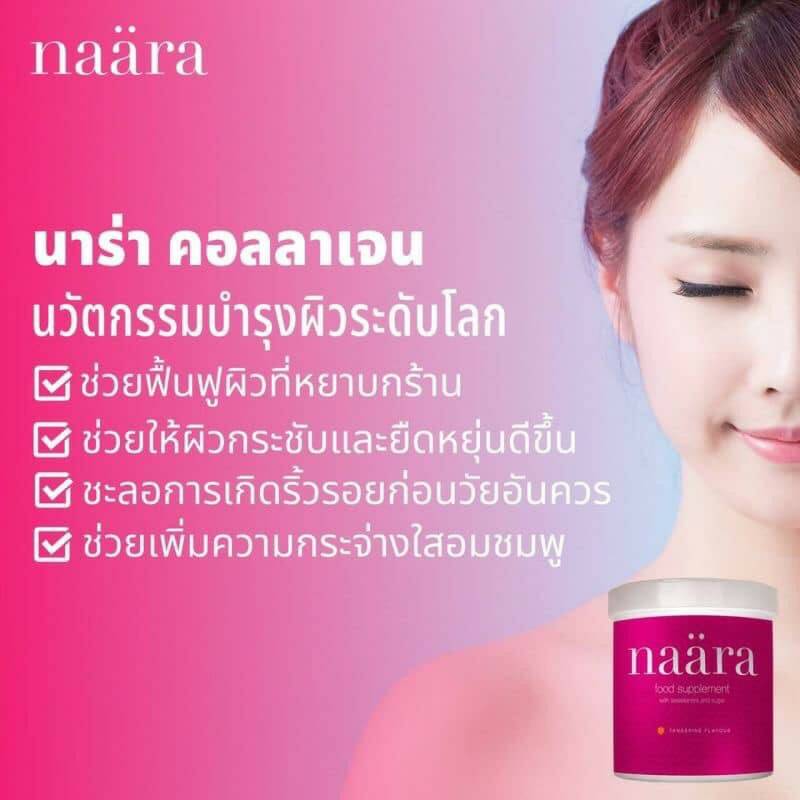 naära
นาร่า คอลลาเจน
นวัตกรรมบำรุงผิวระดับโลก
ช่วยฟื้นฟูผิวที่หยาบกร้าน
ช่วยให้ผิวกระชับและยืดหยุ่นดีขึ้น
ชะลอการเกิดริ้วรอยก่อนวัยอันควร
ช่วยเพิ่มความกระจ่างใสอมชมพู
naära
food supplement
with sweeteners and sugar
TANGERINE FLAVOUR